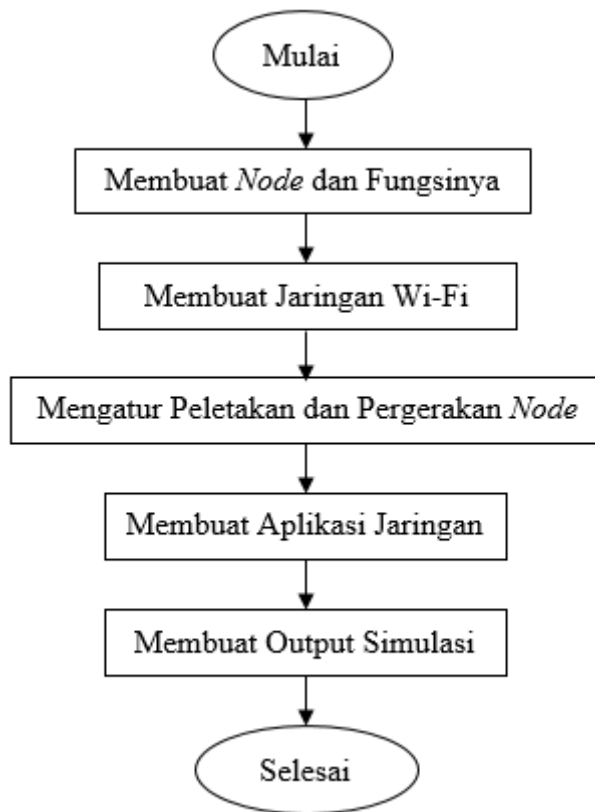 Mulai
Membuat Node dan Fungsinya
Membuat Jaringan Wi-Fi
Mengatur Peletakan dan Pergerakan Node
Membuat Aplikasi Jaringan
Membuat Output Simulasi
Selesai